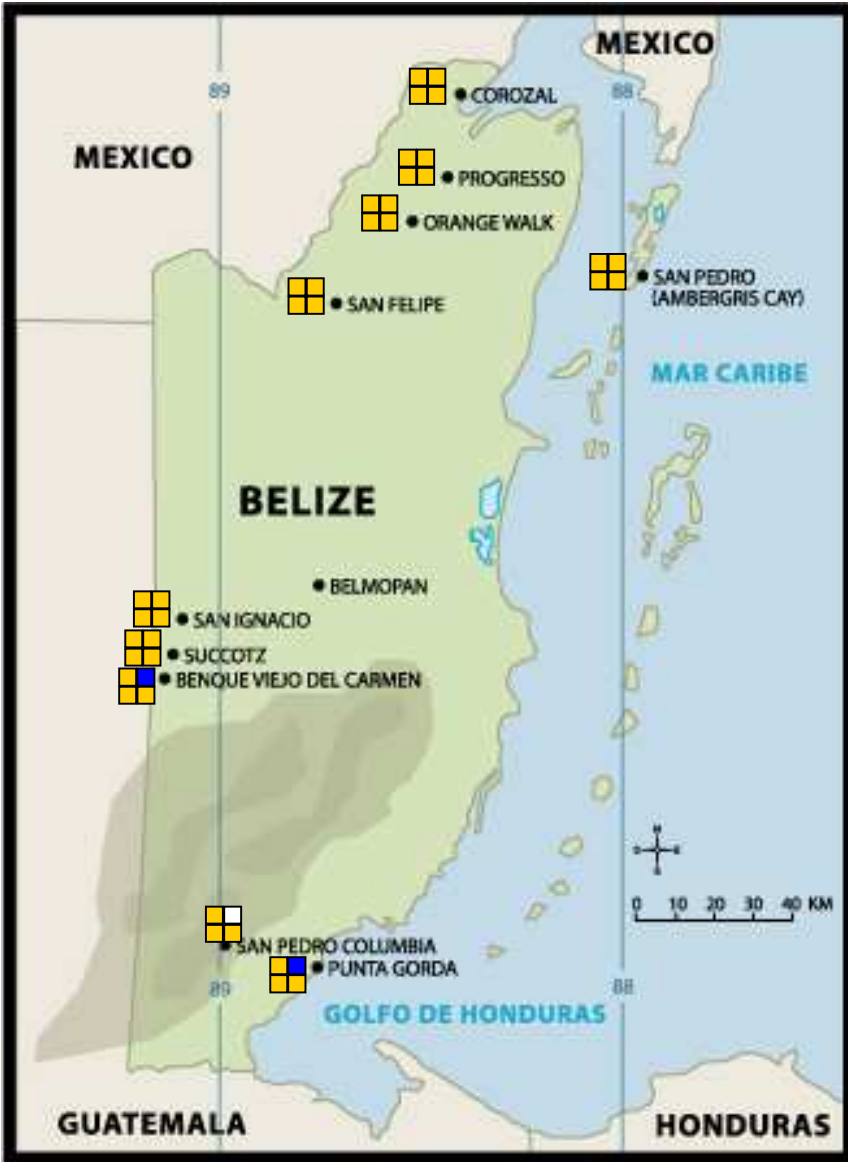 MEXICO
89
88
COROZAL
MEXICO
PROGRESSO
ORANGE WALK
SAN PEDRO
(AMBERGRIS CAY)
SAN FELIPE
MAR CARIBE
BELIZE
BELMOPAN
SAN IGNACIO
SUCCOTZ
BENQUE VIEJO DEL CARMEN
N
O E
S
0 10 20 30 40 KM
SAN PEDRO COLUMBIA
PUNTA GORDA
89
88
GOLFO DE HONDURAS
GUATEMALA
HONDURAS